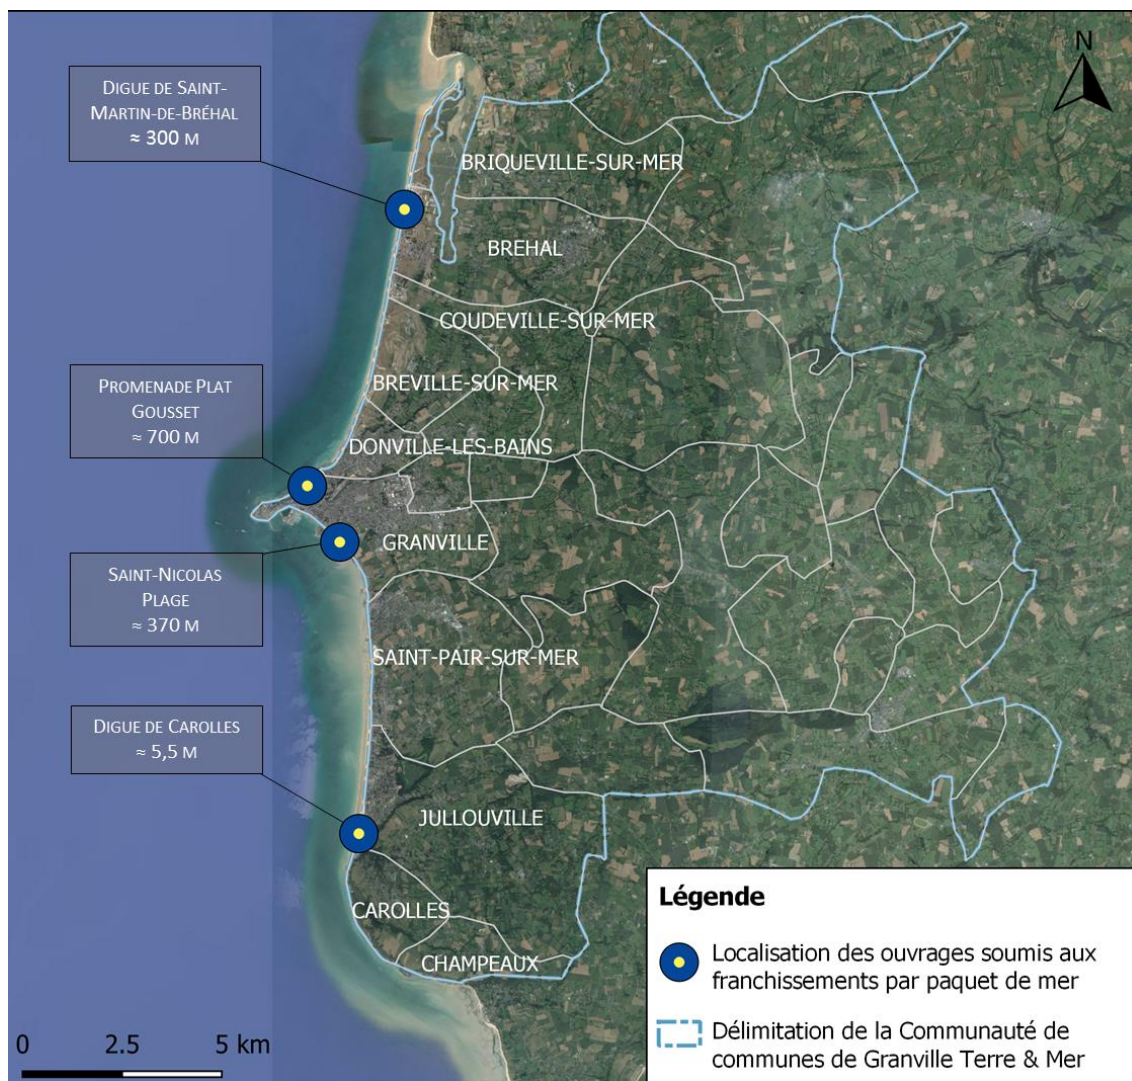 N
DIGUE DE SAINT-
MARTIN-DE-BRÉHAL
≈ 300 M
BRIQUEVILLE-SUR-MER
BREHAL
COUDEVILLE-SUR-MER
PROMENADE PLAT
GOUSSET
≈ 700 M
BREVILLE-SUR-MER
DONVILLE-LES-BAINS
GRANVILLE
SAINT-NICOLAS
PLAGE
≈ 370 M
SAINT-PAIR-SUR-MER
DIGUE DE CAROLLES
≈ 5,5 M
JULLOUVILLE
CAROLLES
CHAMPEAUX
Légende
Localisation des ouvrages soumis aux
franchissements par paquet de mer
Délimitation de la Communauté de
communes de Granville Terre & Mer
0 2.5 5 km